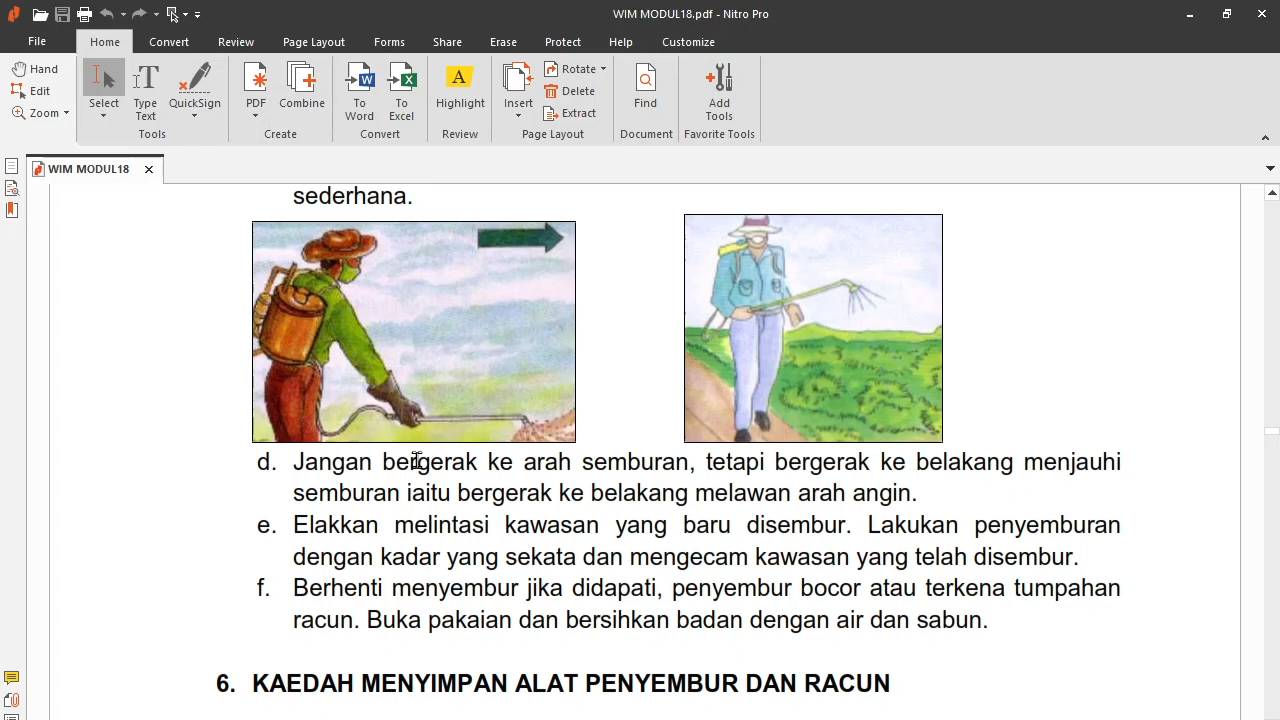 WIM MODUL18.pdf - Nitro Pro
File Home Convert Review Page Layout Forms Share Erase Protect Help Customize
Hand
Edit
Zoom
Select
Type Text
QuickSign
Tools
PDF
Combine
Create
To Word
To Excel
Convert
Highlight
Review
Insert
Rotate
Delete
Extract
Page Layout
Find
Document
Add Tools
Favorite Tools
WIM MODUL18
sederhana.
d. Jangan bergerak ke arah semburan, tetapi bergerak ke belakang menjauhi
semburan iaitu bergerak ke belakang melawan arah angin.
e. Elakkan melintasi kawasan yang baru disembur. Lakukan penyemburan
dengan kadar yang sekata dan mengecam kawasan yang telah disembur.
f. Berhenti menyembur jika didapati, penyembur bocor atau terkena tumpahan
racun. Buka pakaian dan bersihkan badan dengan air dan sabun.
6. KAEDAH MENYIMPAN ALAT PENYEMBUR DAN RACUN